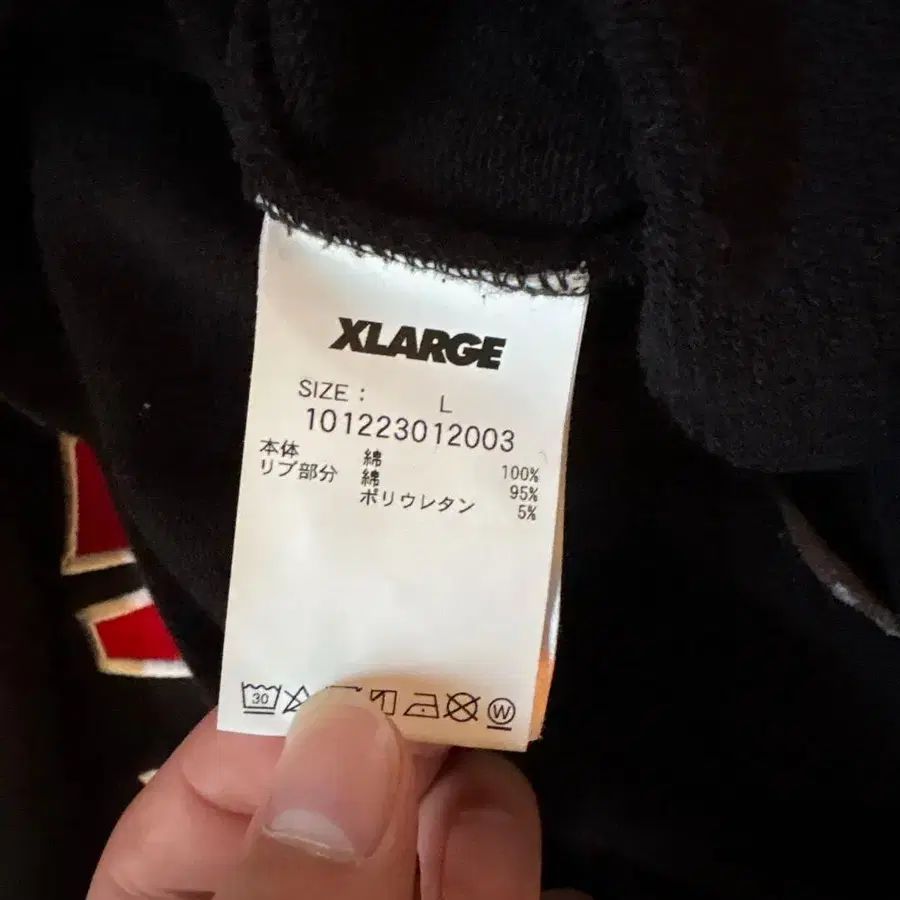 XLARGE
SIZE : L
101223012003
本体 綿 100%
リブ部分 綿 95%
ポリウレタン 5%
30
W